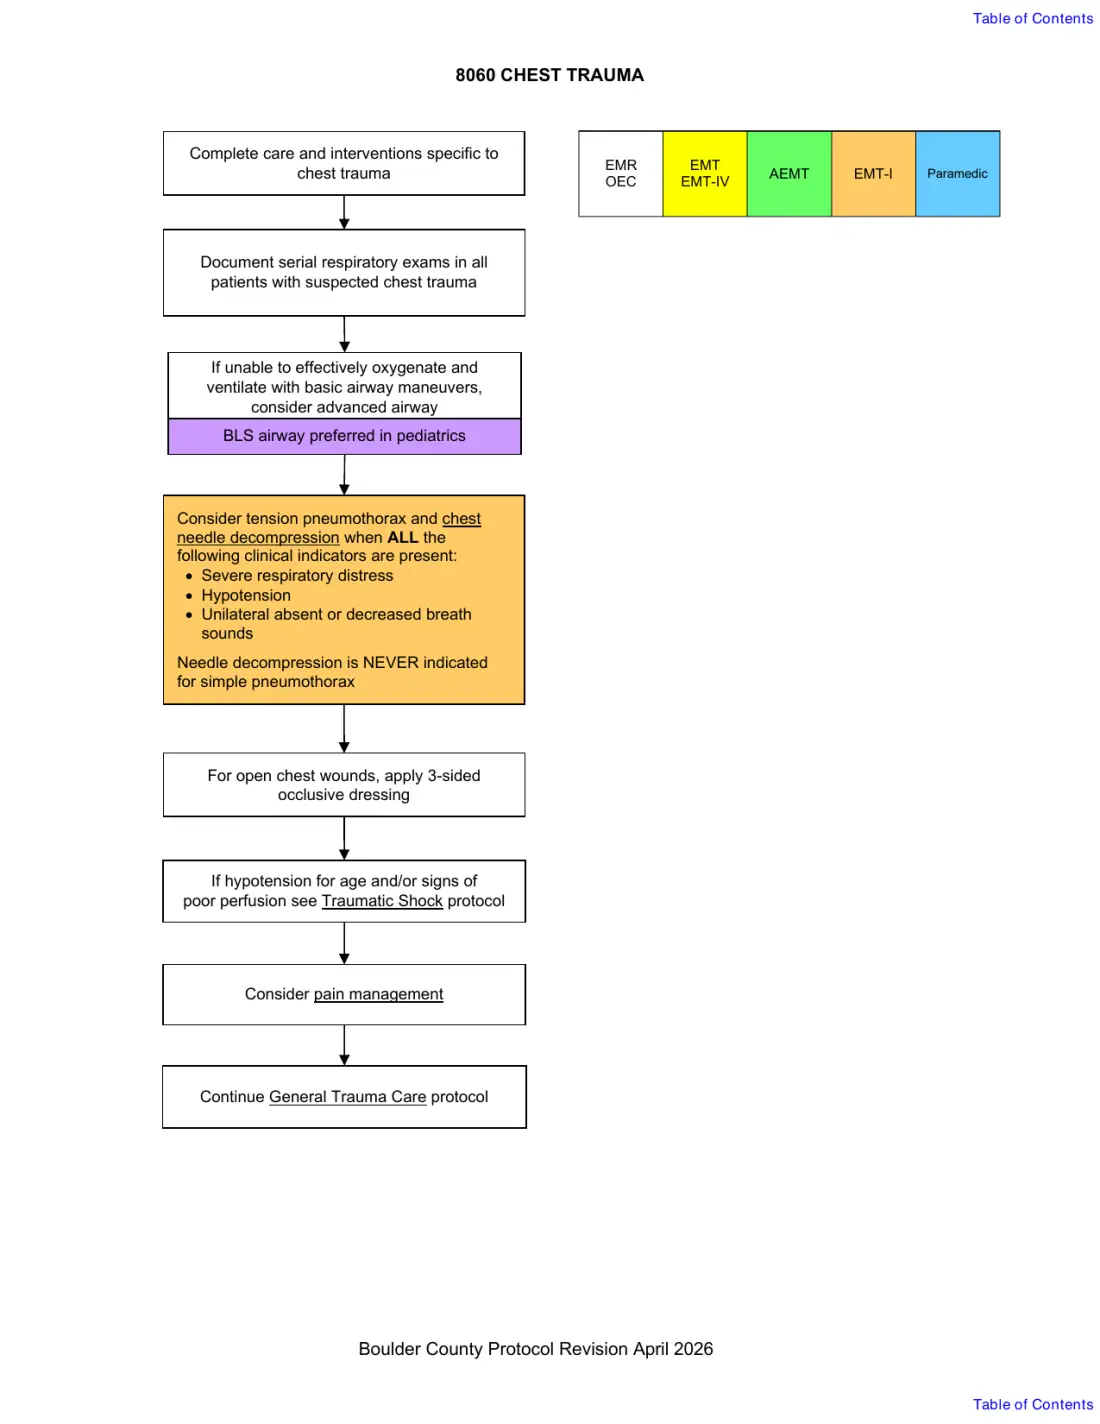 Table of Contents
8060 CHEST TRAUMA
Complete care and interventions specific to
chest trauma
EMR
OEC
EMT
EMT-IV
AEMT
EMT-I
Paramedic
Document serial respiratory exams in all
patients with suspected chest trauma
If unable to effectively oxygenate and
ventilate with basic airway maneuvers,
consider advanced airway
BLS airway preferred in pediatrics
Consider tension pneumothorax and chest
needle decompression when ALL the
following clinical indicators are present:
• Severe respiratory distress
• Hypotension
• Unilateral absent or decreased breath
sounds
Needle decompression is NEVER indicated
for simple pneumothorax
For open chest wounds, apply 3-sided
occlusive dressing
If hypotension for age and/or signs of
poor perfusion see Traumatic Shock protocol
Consider pain management
Continue General Trauma Care protocol
Boulder County Protocol Revision April 2026
Table of Contents